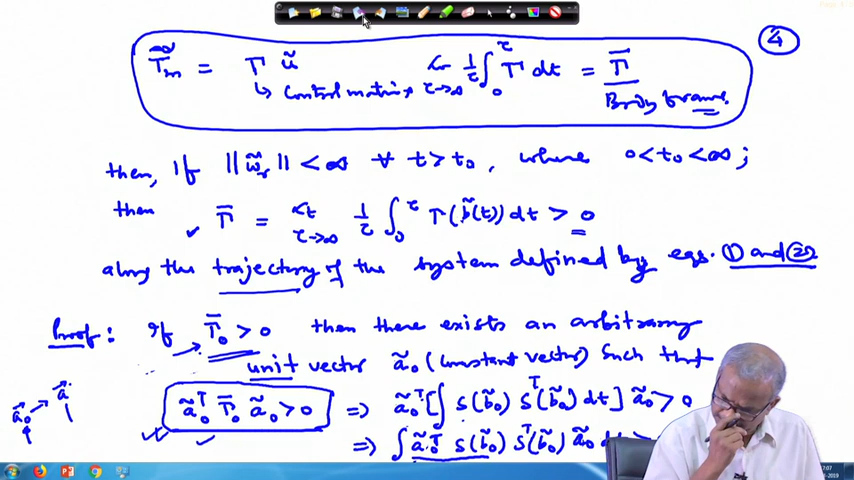 ④
T̃_m = Γ ũ    Lt τ→∞ 1/τ ∫₀^τ Γ dt = Γ̄
↳ Control matrix    Body frame
then, If ||ω̃_r|| < ∞ ∀ t > t₀, where 0 < t₀ < ∞;
then Γ̄ = Lt τ→∞ 1/τ ∫₀^τ Γ(b̃(t)) dt > 0
along the trajectory of the system defined by eqs. ① and ②
Proof: If Γ̄₀ > 0 then there exists an arbitrary
unit vector ã₀ (constant vector) such that
ã₀ᵀ Γ̄₀ ã₀ > 0 ⇒ ã₀ᵀ [∫ S(b̃₀) Sᵀ(b̃₀) dt] ã₀ > 0
a⃗₀ → a⃗
⇒ ∫ ã₀ᵀ S(b̃₀) Sᵀ(b̃₀) ã₀